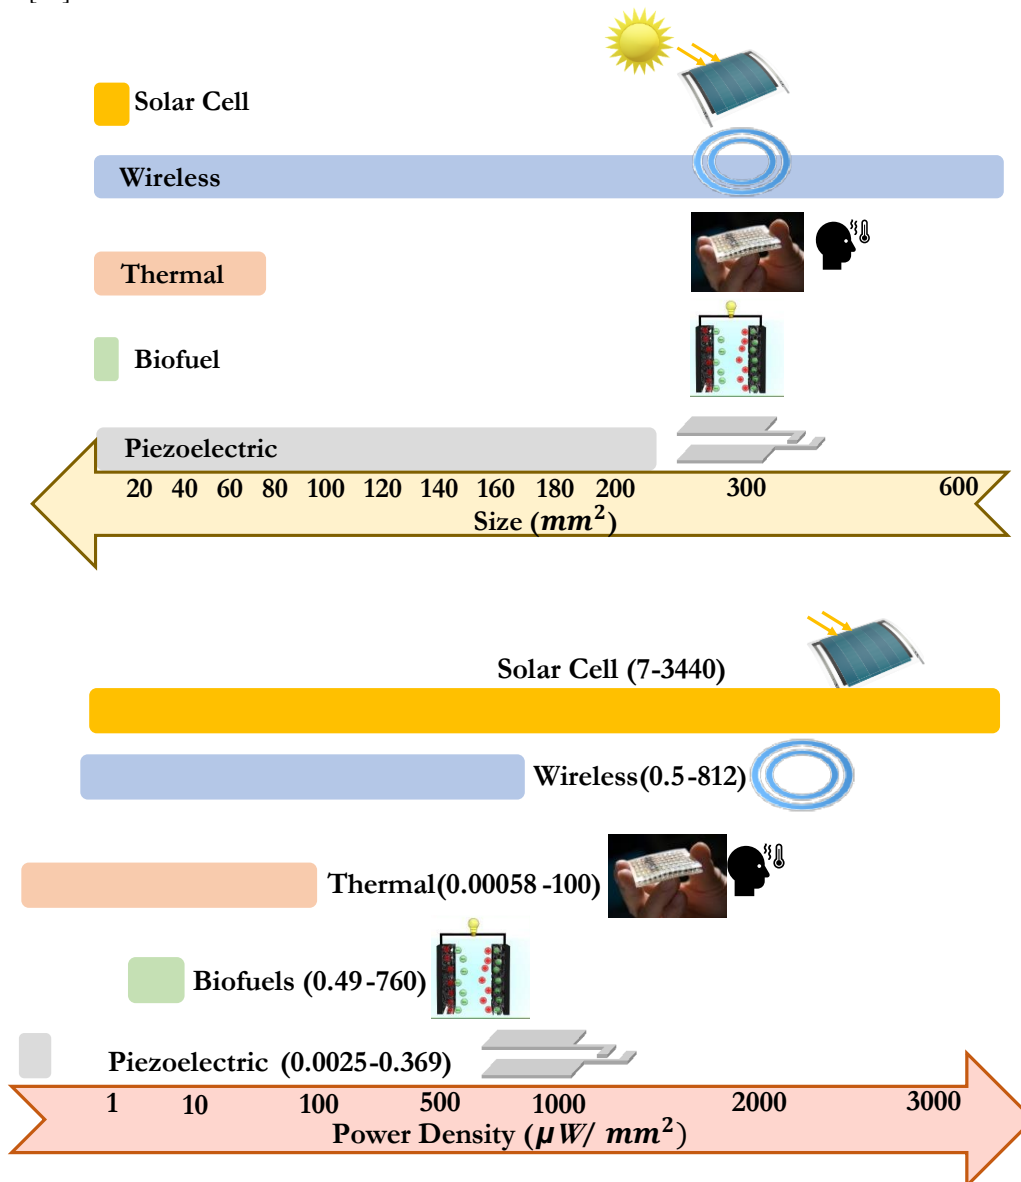 Solar Cell
Wireless
Thermal
Biofuel
Piezoelectric
20 40 60 80 100 120 140 160 180 200 300 600
Size (mm²)
Solar Cell (7-3440)
Wireless(0.5-812)
Thermal(0.00058-100)
Biofuels (0.49-760)
Piezoelectric (0.0025-0.369)
1 10 100 500 1000 2000 3000
Power Density (μW/ mm²)